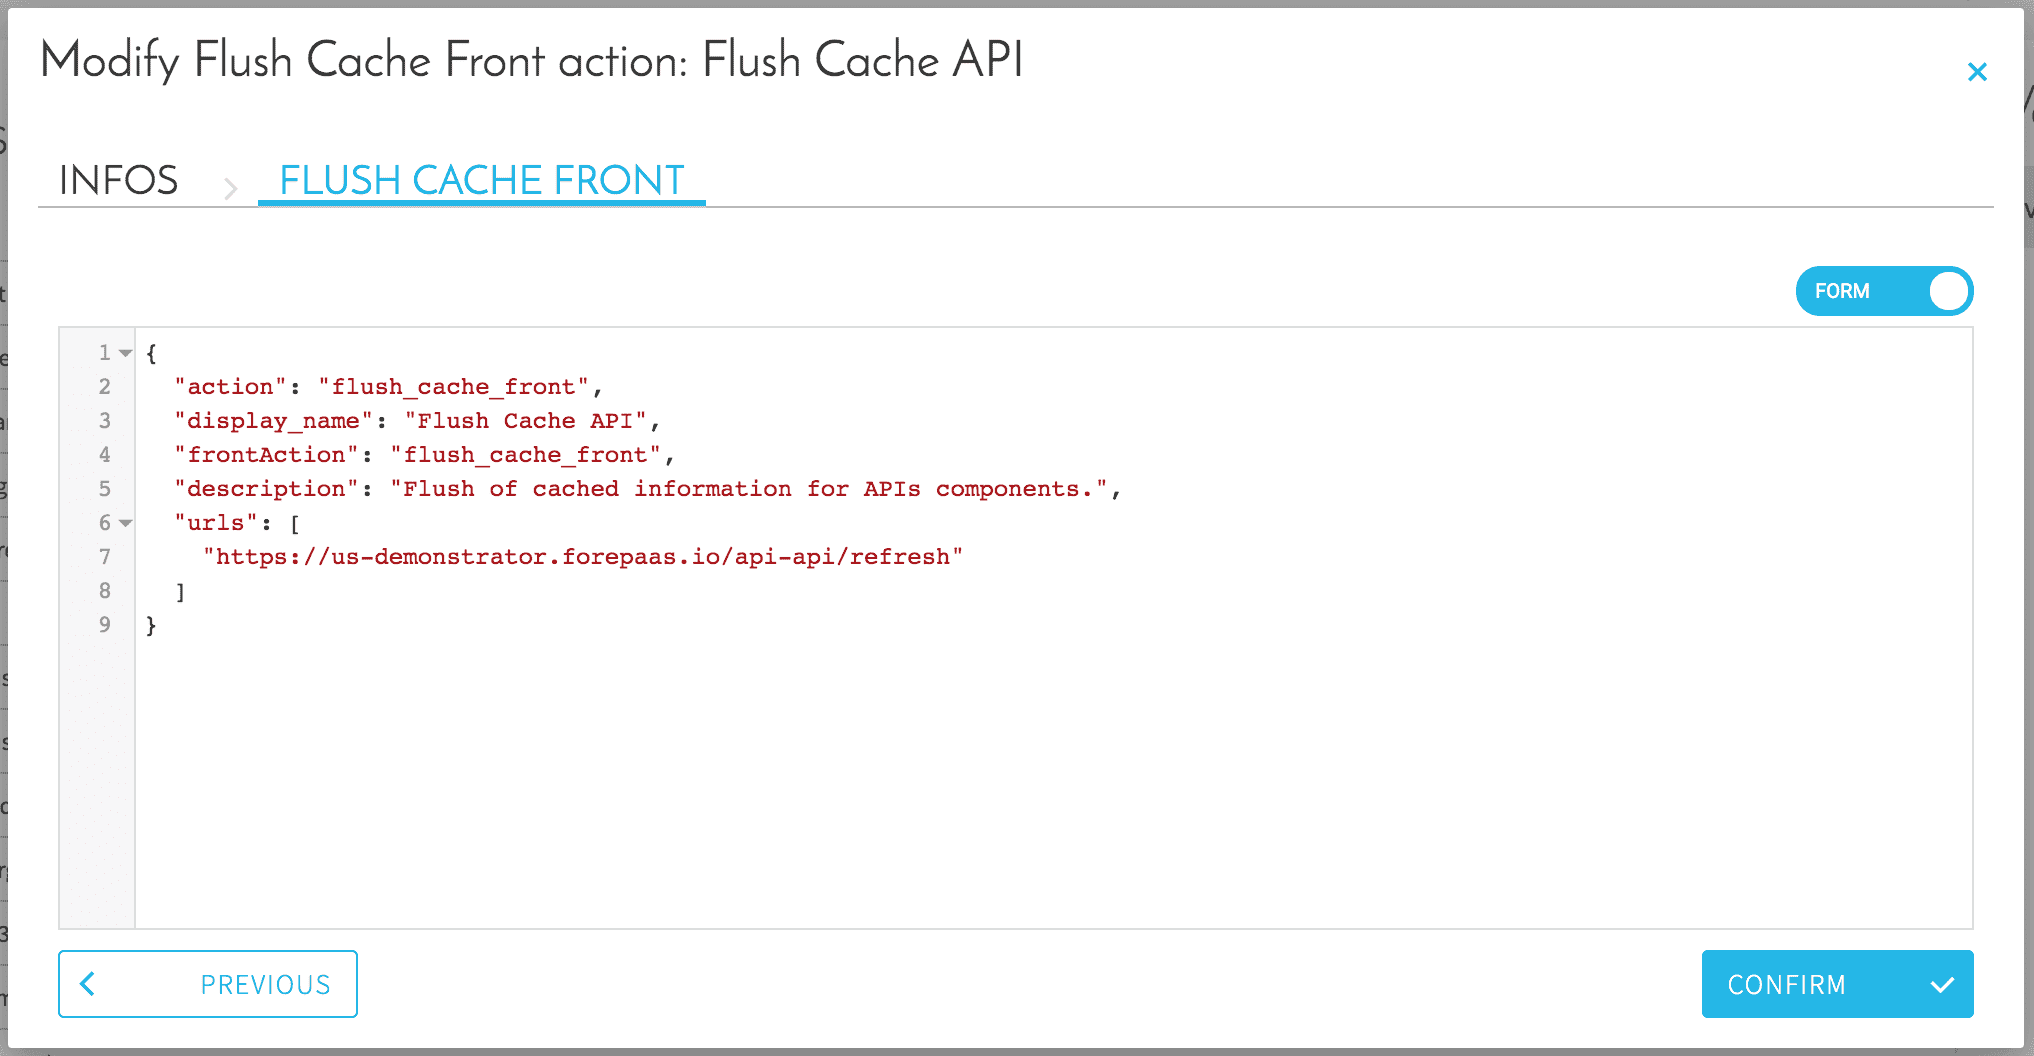 Modify Flush Cache Front action: Flush Cache API
INFOS
FLUSH CACHE FRONT
FORM
1 {
2 "action": "flush_cache_front",
3 "display_name": "Flush Cache API",
4 "frontAction": "flush_cache_front",
5 "description": "Flush of cached information for APIs components.",
6 "urls": [
7 "https://us-demonstrator.forepaas.io/api-api/refresh"
8 ]
9 }
PREVIOUS
CONFIRM